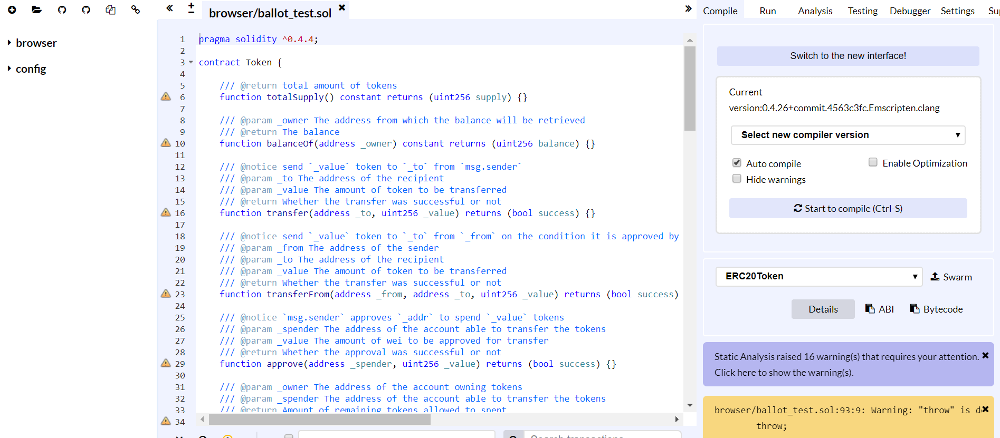 browser
config
browser/ballot_test.sol
1 pragma solidity ^0.4.4;
2
3 contract Token {
4
5 /// @return total amount of tokens
6 function totalSupply() constant returns (uint256 supply) {}
7
8 /// @param _owner The address from which the balance will be retrieved
9 /// @return The balance
10 function balanceOf(address _owner) constant returns (uint256 balance) {}
11
12 /// @notice send `_value` token to `_to` from `msg.sender`
13 /// @param _to The address of the recipient
14 /// @param _value The amount of token to be transferred
15 /// @return Whether the transfer was successful or not
16 function transfer(address _to, uint256 _value) returns (bool success) {}
17
18 /// @notice send `_value` token to `_to` from `_from` on the condition it is approved by
19 /// @param _from The address of the sender
20 /// @param _to The address of the recipient
21 /// @param _value The amount of token to be transferred
22 /// @return Whether the transfer was successful or not
23 function transferFrom(address _from, address _to, uint256 _value) returns (bool success)
24
25 /// @notice `msg.sender` approves `_addr` to spend `_value` tokens
26 /// @param _spender The address of the account able to transfer the tokens
27 /// @param _value The amount of wei to be approved for transfer
28 /// @return Whether the approval was successful or not
29 function approve(address _spender, uint256 _value) returns (bool success) {}
30
31 /// @param _owner The address of the account owning tokens
32 /// @param _spender The address of the account able to transfer the tokens
33 /// @return Amount of remaining tokens allowed to spent
34
Search transactions
Compile Run Analysis Testing Debugger Settings Su
Switch to the new interface!
Current
version:0.4.26+commit.4563c3fc.Emscripten.clang
Select new compiler version
Auto compile Enable Optimization
Hide warnings
Start to compile (Ctrl-S)
ERC20Token Swarm
Details ABI Bytecode
Static Analysis raised 16 warning(s) that requires your attention.
Click here to show the warning(s).
browser/ballot_test.sol:93:9: Warning: "throw" is d
throw;